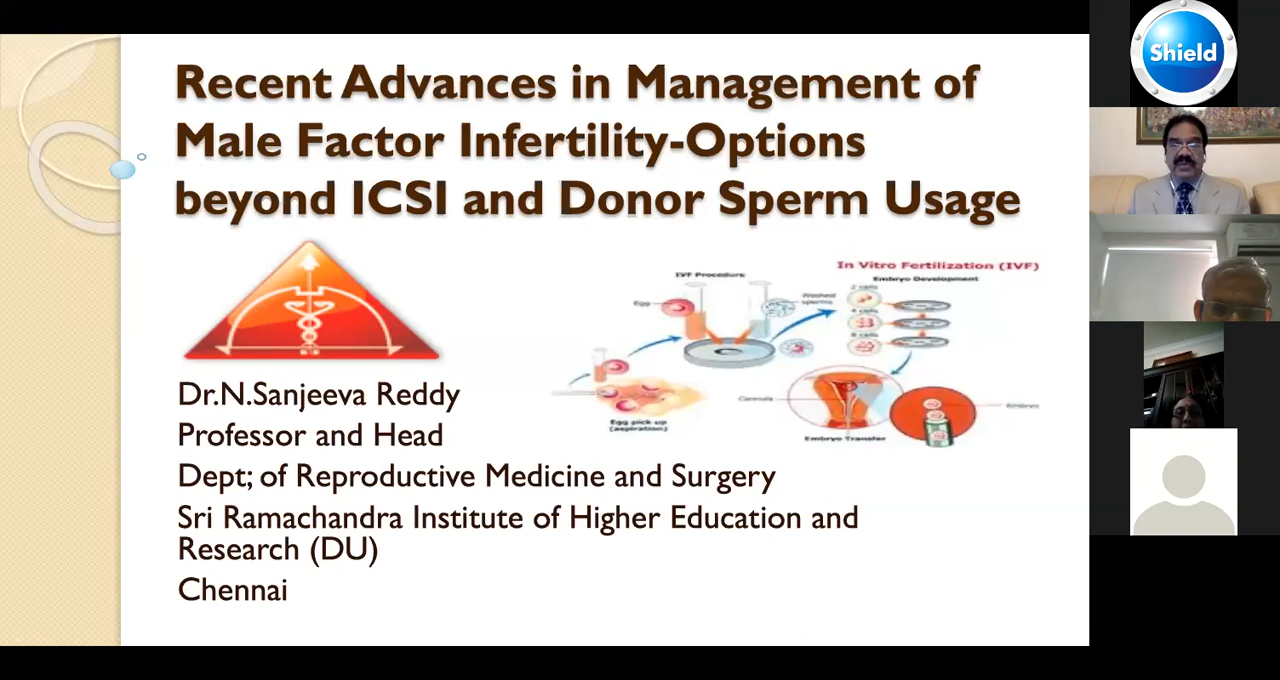 Recent Advances in Management of
Male Factor Infertility-Options
beyond ICSI and Donor Sperm Usage
Shield
In Vitro Fertilization (IVF)
IVF Procedure
Embryo Development
Egg
Washed
sperms
2 cells
4 cells
8 cells
Egg pick-up
(aspiration)
Cannula
Embryo
Embryo Transfer
Dr.N.Sanjeeva Reddy
Professor and Head
Dept; of Reproductive Medicine and Surgery
Sri Ramachandra Institute of Higher Education and
Research (DU)
Chennai